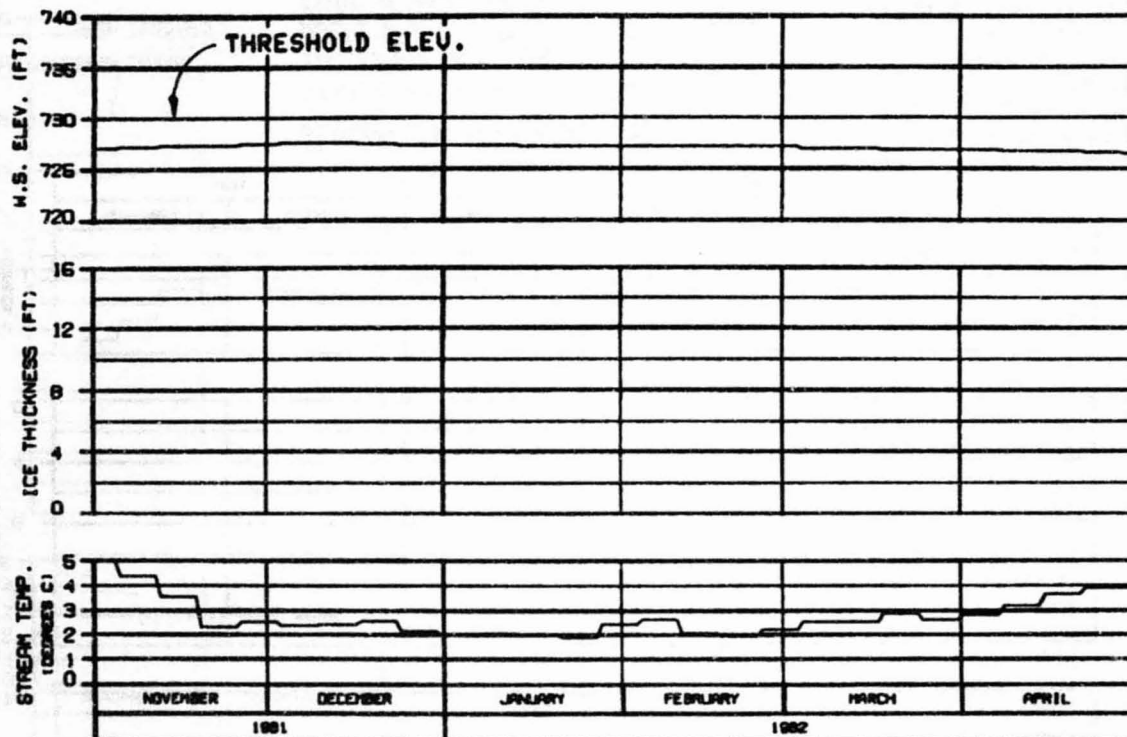 740
THRESHOLD ELEV.
735
730
725
720
W.S. ELEV. (FT)
16
12
8
4
0
ICE THICKNESS (FT)
5
4
3
2
1
0
STREAM TEMP.
(DEGREES C)
NOVEMBER DECEMBER JANUARY FEBRUARY MARCH APRIL
1981 1982